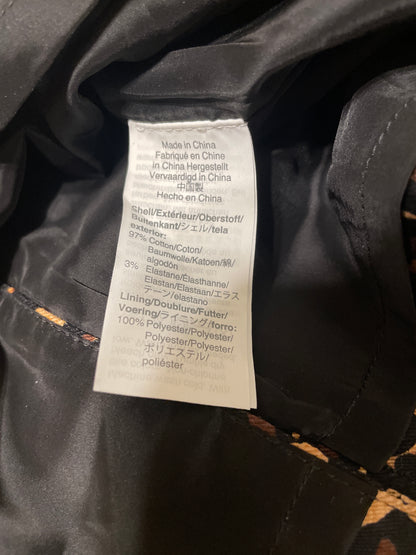 Made in China
Fabriqué en Chine
in China Hergestellt
Vervaardigd in China
中国製
Hecho en China
Shell/Extérieur/Oberstoff/
Buitenkant/シェル/tela
exterior:
97% Cotton/Coton/
Baumwolle/Katoen/綿/
algodón
3% Elastane/Élasthanne/
Elastan/Elastaan/エラス
テーン/elastano
Lining/Doublure/Futter/
Voering/ライニング/forro:
100% Polyester/Polyester/
Polyester/Polyester/
ポリエステル/
poliéster